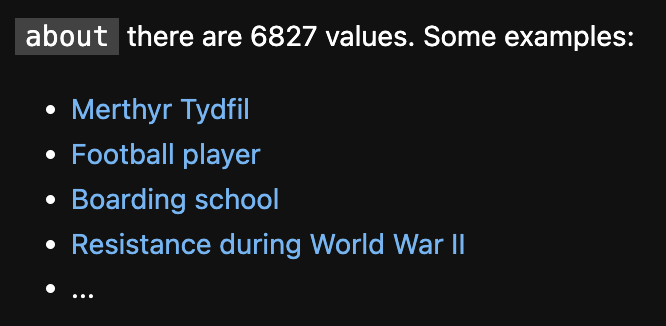 about there are 6827 values. Some examples:
• Merthyr Tydfil
• Football player
• Boarding school
• Resistance during World War II
• ...